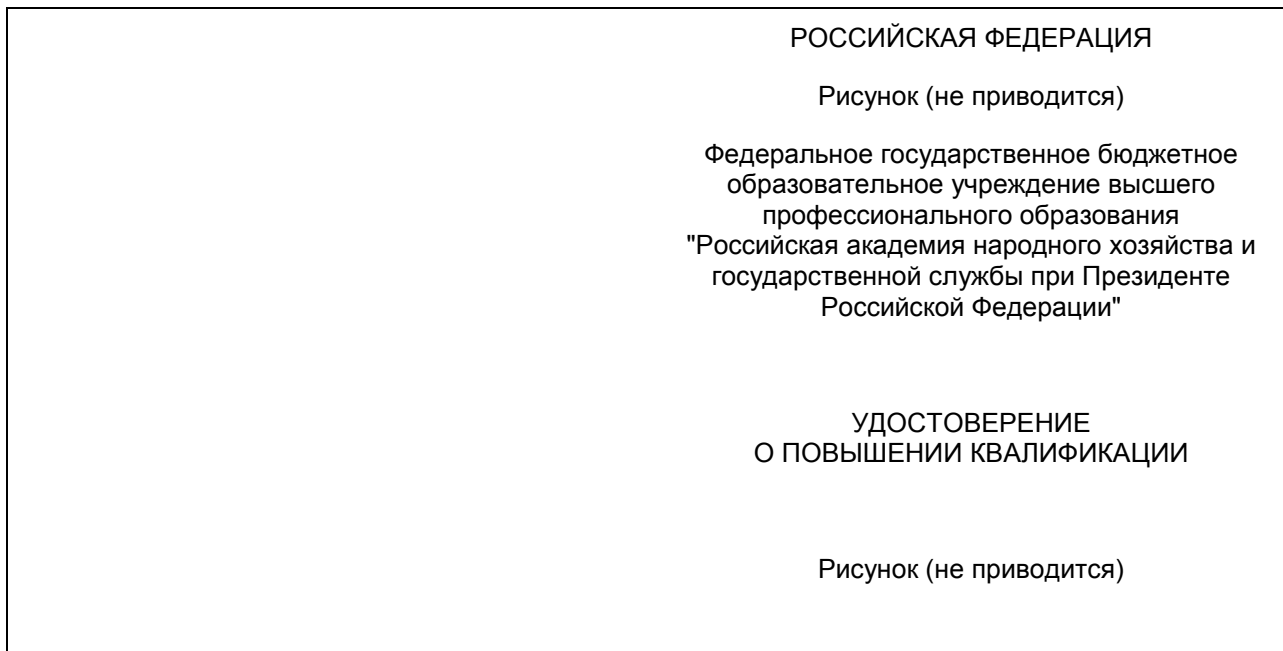 РОССИЙСКАЯ ФЕДЕРАЦИЯ
Рисунок (не приводится)
Федеральное государственное бюджетное
образовательное учреждение высшего
профессионального образования
"Российская академия народного хозяйства и
государственной службы при Президенте
Российской Федерации"
УДОСТОВЕРЕНИЕ
О ПОВЫШЕНИИ КВАЛИФИКАЦИИ
Рисунок (не приводится)